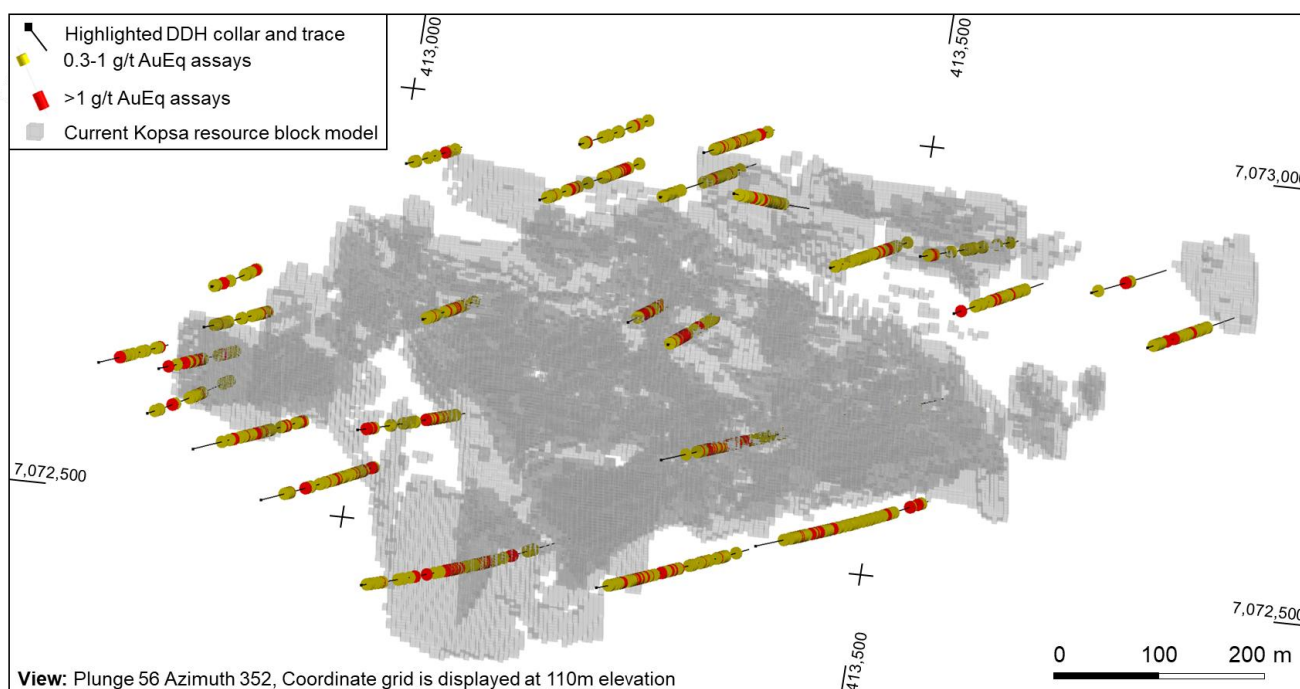 Highlighted DDH collar and trace
0.3-1 g/t AuEq assays
>1 g/t AuEq assays
Current Kopsa resource block model
413,000
413,500
7,073,000
7,072,500
7,072,500
413,500
0 100 200 m
View: Plunge 56 Azimuth 352, Coordinate grid is displayed at 110m elevation